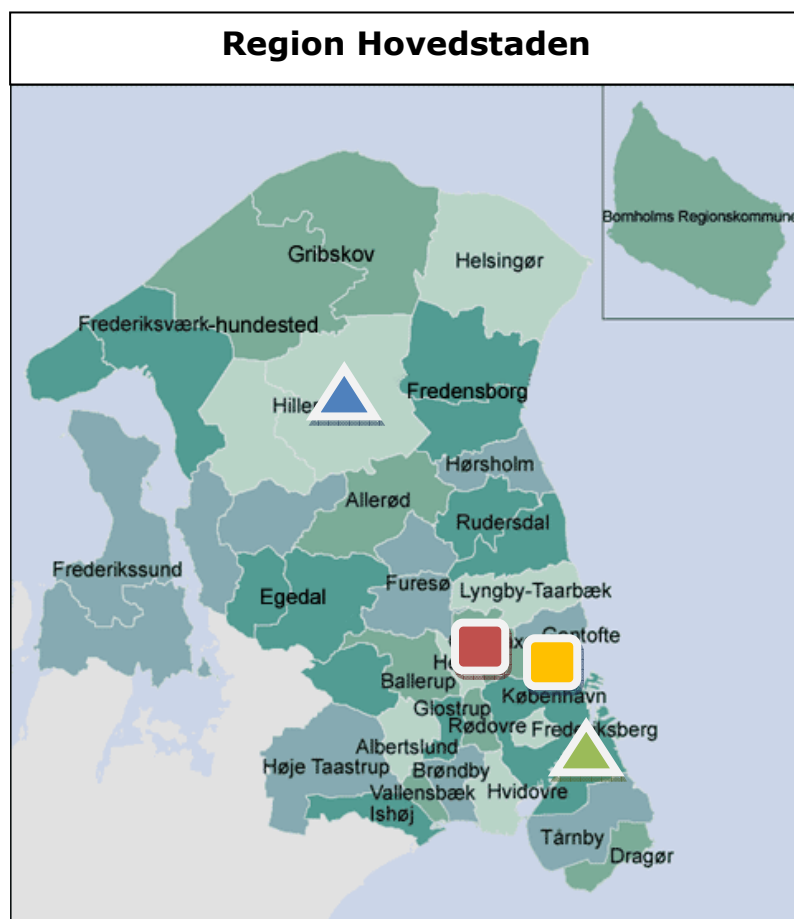 Region Hovedstaden
Bornholms Regionskommune
Gribskov
Helsingør
Frederiksværk-hundested
Fredensborg
Hørsholm
Allerød
Rudersdal
Frederikssund
Furesø
Egedal
Lyngby-Taarbæk
Gentofte
Ballerup
København
Glostrup
Rødovre
Frederiksberg
Albertslund
Høje Taastrup
Brøndby
Vallensbæk
Hvidovre
Ishøj
Tårnby
Dragør